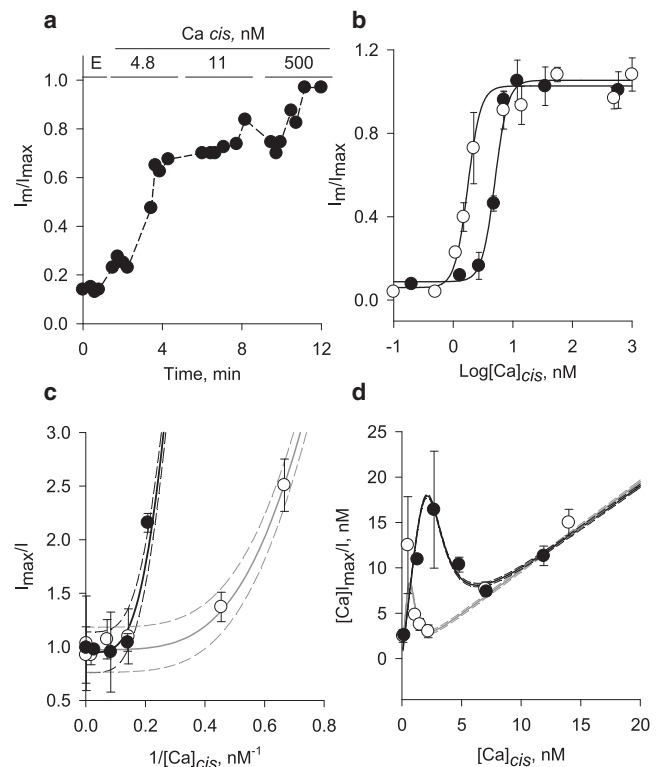 a
Ca cis, nM
E 4.8 11 500
1.0
0.8
0.6
0.4
0.2
0.0
Im/Imax
0 4 8 12
Time, min
b
1.2
0.8
0.4
0.0
Im/Imax
-1 0 1 2 3
Log[Ca]cis, nM
c
3.0
2.5
2.0
1.5
1.0
0.5
Imax/I
0.0 0.2 0.4 0.6 0.8
1/[Ca]cis, nM-1
d
25
20
15
10
5
0
[Ca]Imax/I, nM
0 5 10 15 20
[Ca]cis, nM